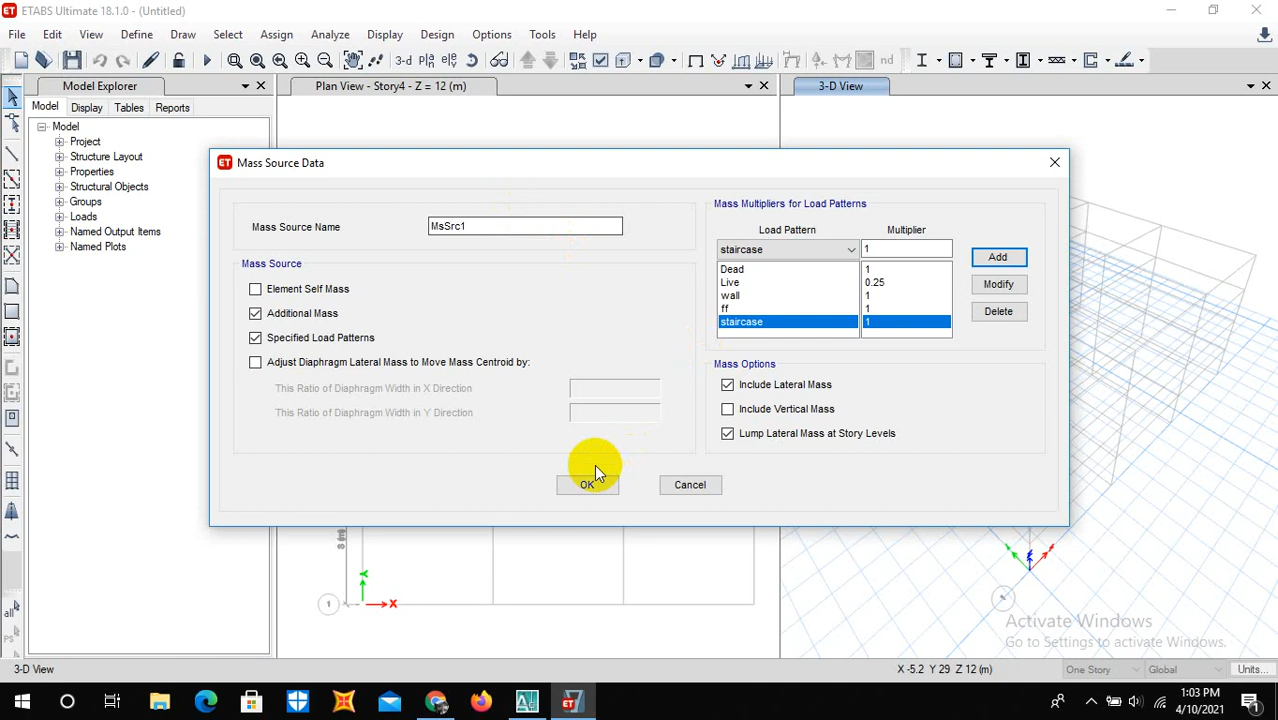 ETABS Ultimate 18.1.0 - (Untitled)
File Edit View Define Draw Select Assign Analyze Display Design Options Tools Help
3-d
nd
Model Explorer
Plan View - Story4 - Z = 12 (m)
3-D View
Model Display Tables Reports
Model
Project
Structure Layout
Properties
Structural Objects
Groups
Loads
Named Output Items
Named Plots
ET Mass Source Data
Mass Source Name MsSrc1
Mass Source
Element Self Mass
Additional Mass
Specified Load Patterns
Adjust Diaphragm Lateral Mass to Move Mass Centroid by:
This Ratio of Diaphragm Width in X Direction
This Ratio of Diaphragm Width in Y Direction
Mass Multipliers for Load Patterns
Load Pattern Multiplier
staircase 1 Add
Dead 1
Live 0.25 Modify
wall 1
ff 1 Delete
staircase 1
Mass Options
Include Lateral Mass
Include Vertical Mass
Lump Lateral Mass at Story Levels
OK Cancel
8 (m)
1
X
Y
all
Activate Windows
Go to Settings to activate Windows.
3-D View X -5.2 Y 29 Z 12 (m) One Story Global Units...
1:03 PM
4/10/2021